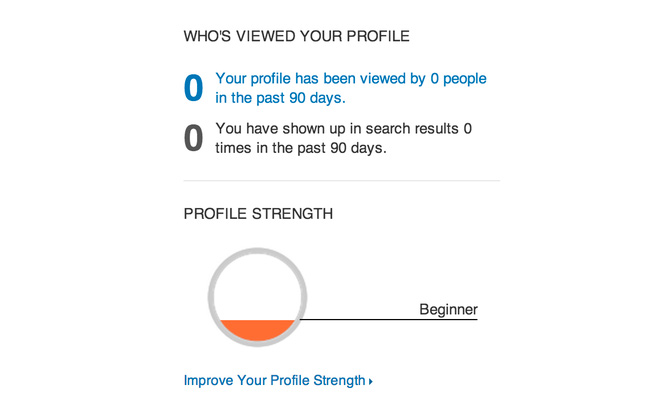 WHO'S VIEWED YOUR PROFILE
0
Your profile has been viewed by 0 people
in the past 90 days.
0
You have shown up in search results 0
times in the past 90 days.
PROFILE STRENGTH
Beginner
Improve Your Profile Strength